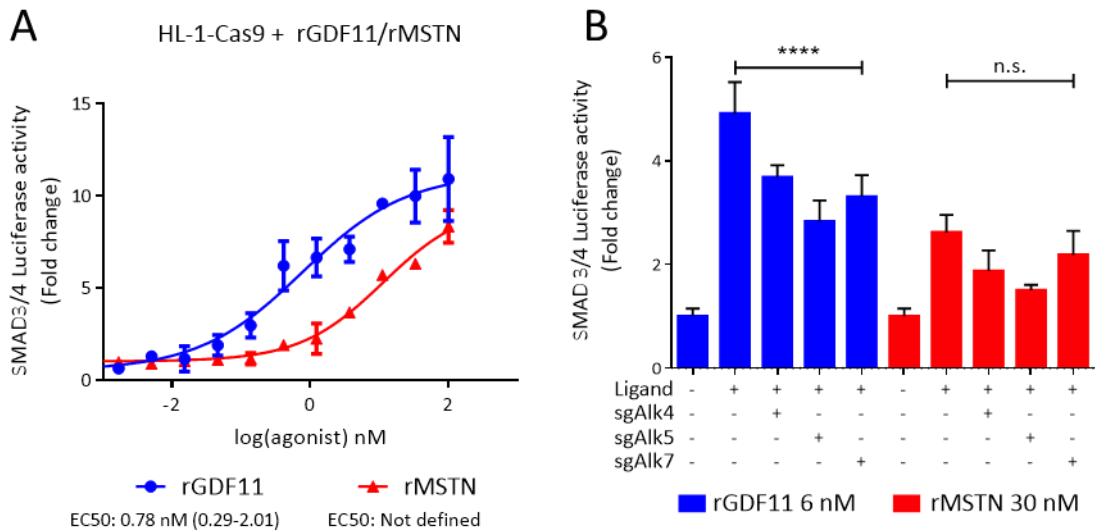 A
HL-1-Cas9 + rGDF11/rMSTN
SMAD3/4 Luciferase activity
(Fold change)
15
10
5
0
-2
0
2
log(agonist) nM
rGDF11
rMSTN
EC50: 0.78 nM (0.29-2.01)
EC50: Not defined
B
SMAD 3/4 Luciferase activity
(Fold change)
6
4
2
0
****
n.s.
Ligand - + + + + - + + + +
sgAlk4 - - + - - - - + - -
sgAlk5 - - - + - - - - + -
sgAlk7 - - - - + - - - - +
rGDF11 6 nM
rMSTN 30 nM